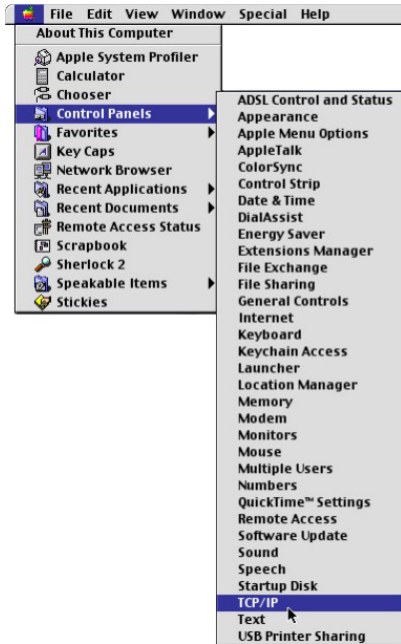 File Edit View Window Special Help
About This Computer
Apple System Profiler
Calculator
Chooser
Control Panels
Favorites
Key Caps
Network Browser
Recent Applications
Recent Documents
Remote Access Status
Scrapbook
Sherlock 2
Speakable Items
Stickies
ADSL Control and Status
Appearance
Apple Menu Options
AppleTalk
ColorSync
Control Strip
Date & Time
DialAssist
Energy Saver
Extensions Manager
File Exchange
File Sharing
General Controls
Internet
Keyboard
Keychain Access
Launcher
Location Manager
Memory
Modem
Monitors
Mouse
Multiple Users
Numbers
QuickTime™ Settings
Remote Access
Software Update
Sound
Speech
Startup Disk
TCP/IP
Text
USB Printer Sharing